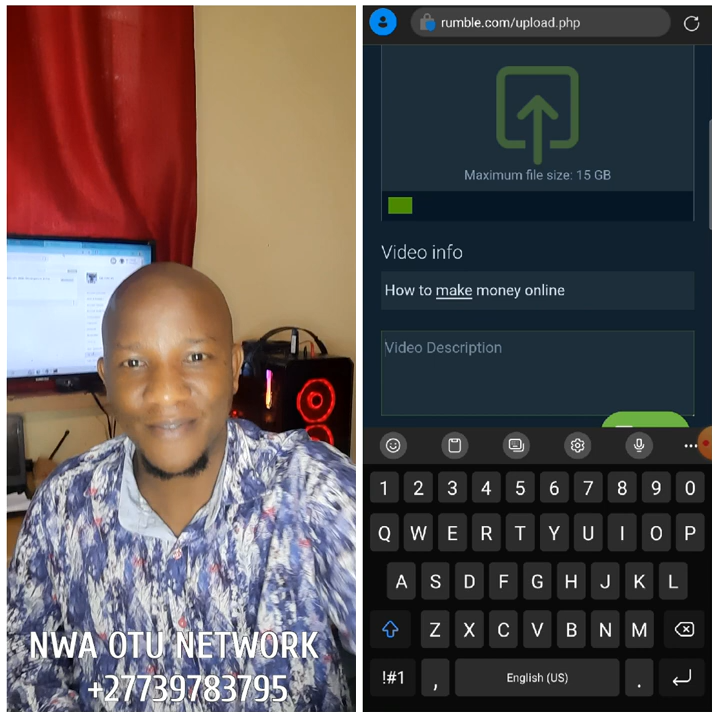 NWA OTU NETWORK
+27739783795
rumble.com/upload.php
Maximum file size: 15 GB
Video info
How to make money online
Video Description
1 2 3 4 5 6 7 8 9 0
Q W E R T Y U I O P
A S D F G H J K L
Z X C V B N M
!#1 , English (US) .